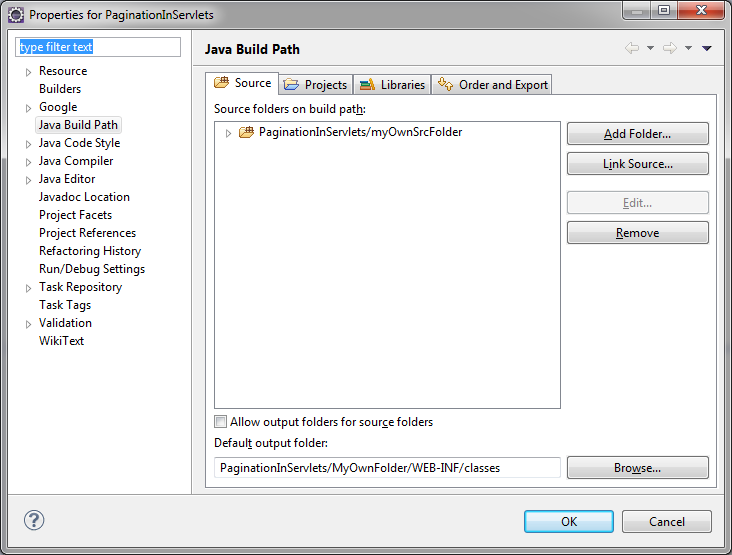 Properties for PaginationInServlets
type filter text
Resource
Builders
Google
Java Build Path
Java Code Style
Java Compiler
Java Editor
Javadoc Location
Project Facets
Project References
Refactoring History
Run/Debug Settings
Task Repository
Task Tags
Validation
WikiText
Java Build Path
Source Projects Libraries Order and Export
Source folders on build path:
PaginationInServlets/myOwnSrcFolder
Add Folder...
Link Source...
Edit...
Remove
Allow output folders for source folders
Default output folder:
PaginationInServlets/MyOwnFolder/WEB-INF/classes
Browse...
?
OK Cancel